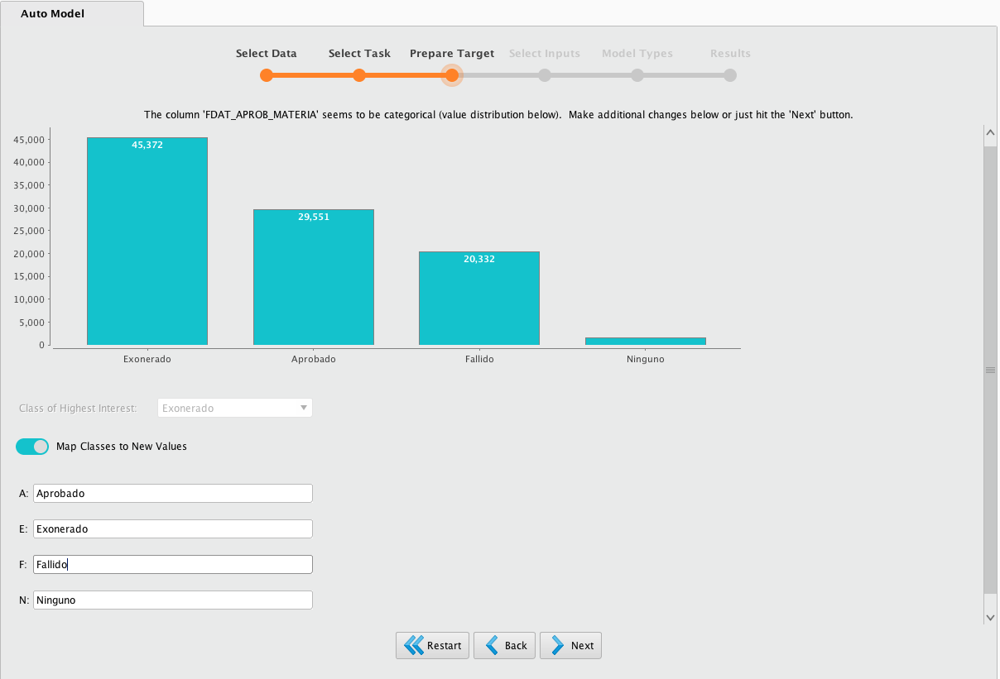 Auto Model
Select Data Select Task Prepare Target Select Inputs Model Types Results
The column 'FDAT_APROB_MATERIA' seems to be categorical (value distribution below). Make additional changes below or just hit the 'Next' button.
45,000
40,000
35,000
30,000
25,000
20,000
15,000
10,000
5,000
0
45,372
29,551
20,332
Exonerado Aprobado Fallido Ninguno
Class of Highest Interest: Exonerado
Map Classes to New Values
A: Aprobado
E: Exonerado
F: Fallido
N: Ninguno
Restart Back Next